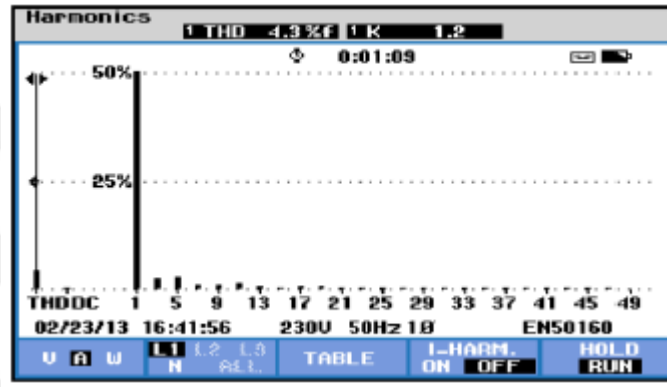 Harmonics
1 THD 4.3%f 1 K 1.2
0:01:09
50%
25%
THDDC 1 5 9 13 17 21 25 29 33 37 41 45 49
02/23/13 16:41:56 230V 50Hz 1Ø EN50160
V A W L1 L2 L3 TABLE I-HARM. HOLD
N ALL ON OFF RUN